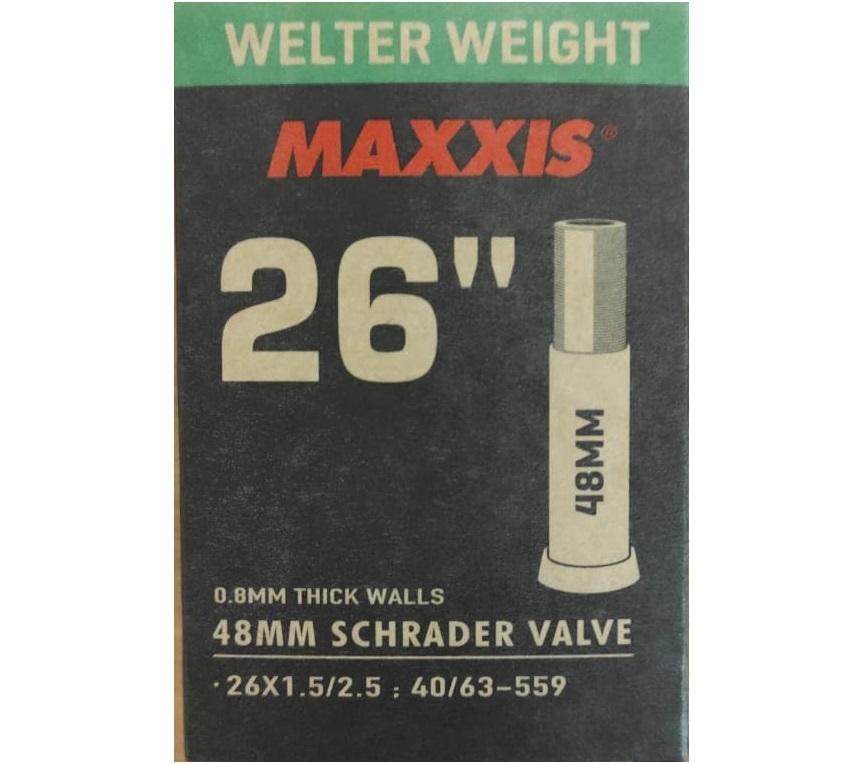 WELTER WEIGHT
MAXXIS®
26"
48MM
0.8MM THICK WALLS
48MM SCHRADER VALVE
·26X1.5/2.5 : 40/63-559